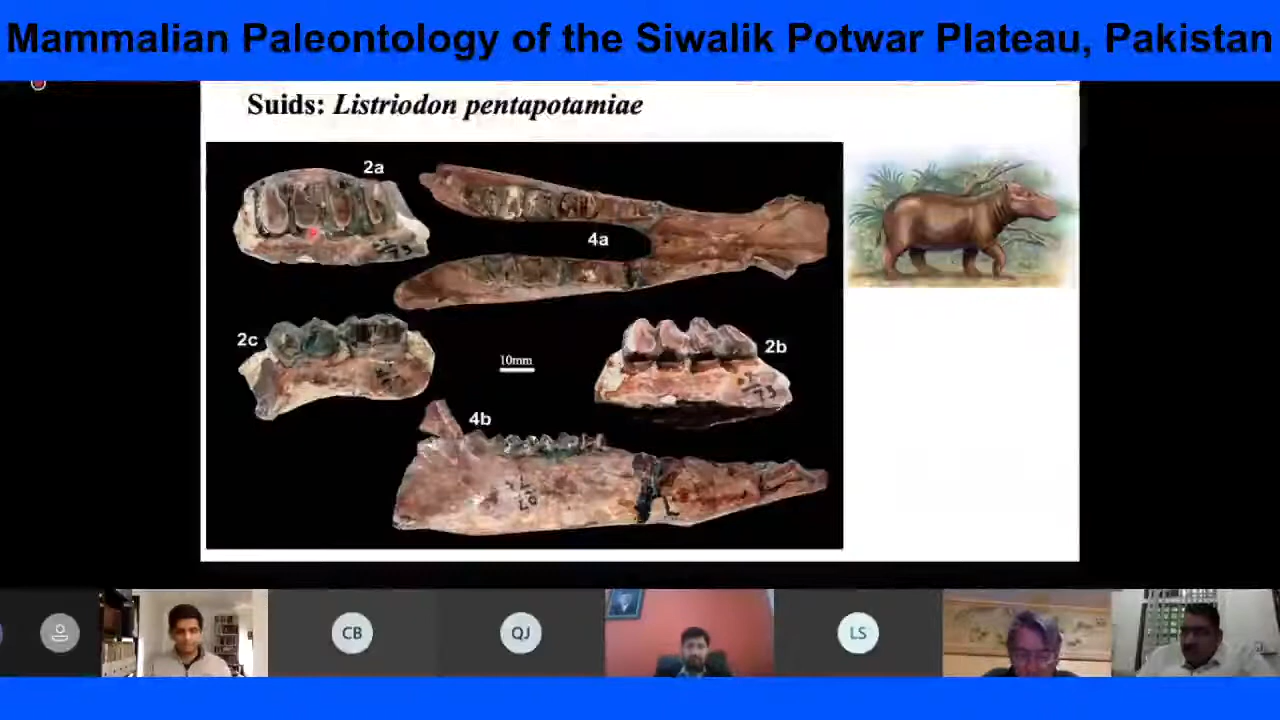 Mammalian Paleontology of the Siwalik Potwar Plateau, Pakistan
Suids: Listriodon pentapotamiae
2a
4a
2c
10mm
2b
4b
CB
QJ
LS